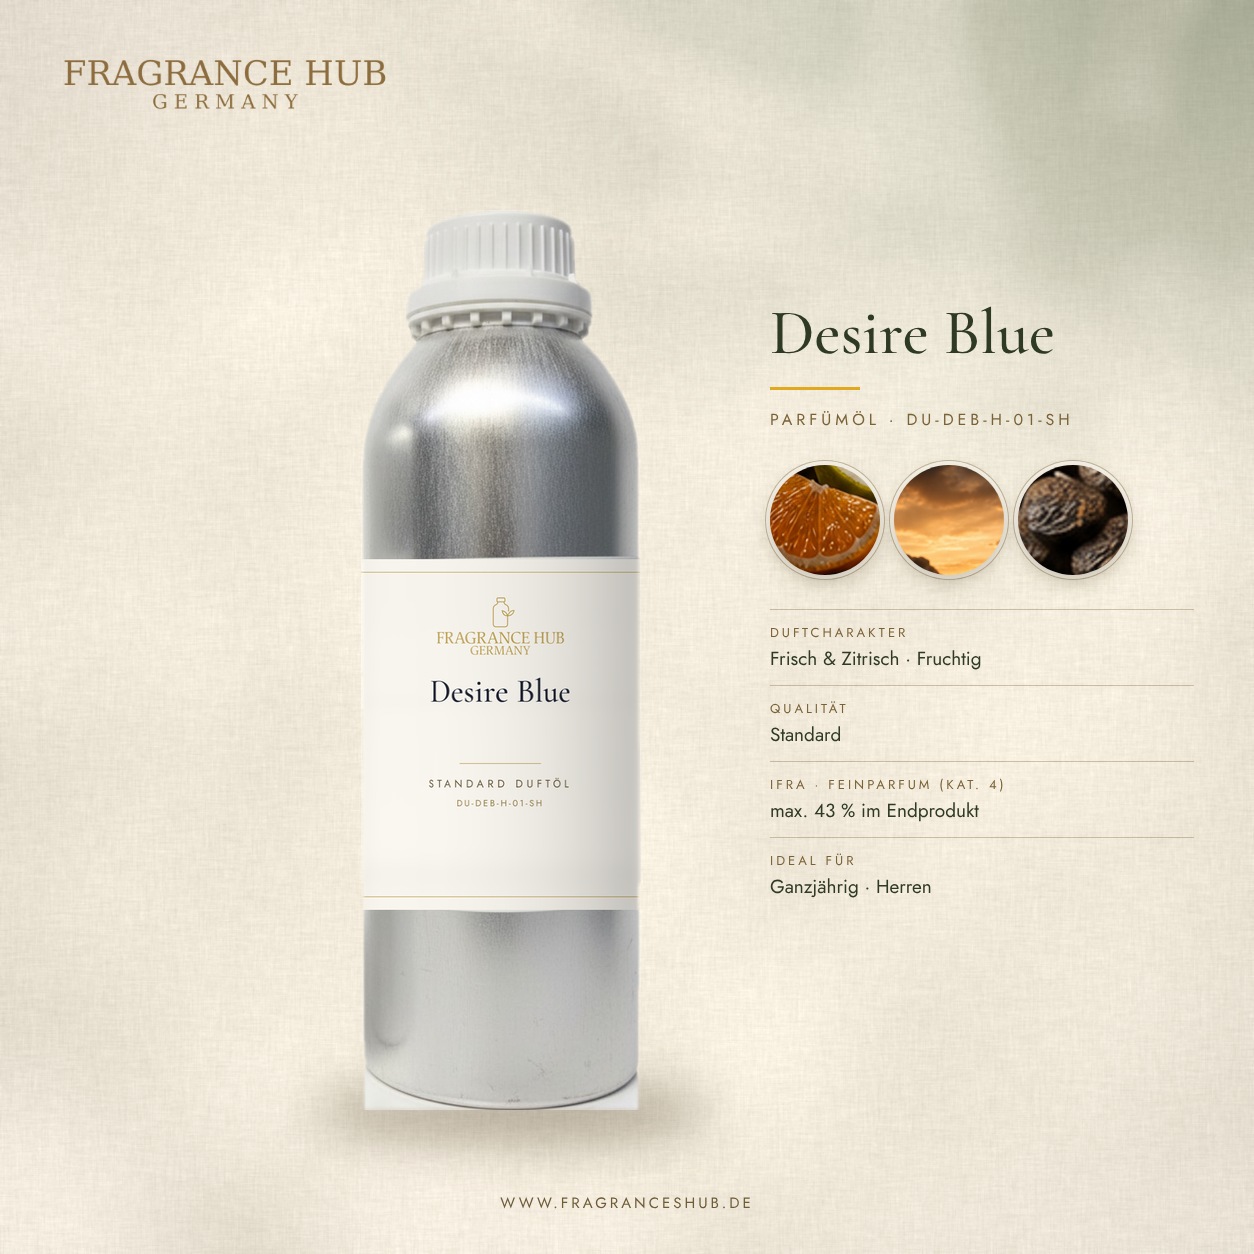 FRAGRANCE HUB
GERMANY
Desire Blue
PARFÜMÖL · DU-DEB-H-01-SH
DUFTCHARAKTER
Frisch & Zitrisch · Fruchtig
QUALITÄT
Standard
IFRA · FEINPARFUM (KAT. 4)
max. 43 % im Endprodukt
IDEAL FÜR
Ganzjährig · Herren
FRAGRANCE HUB
GERMANY
Desire Blue
STANDARD DUFTÖL
DU-DEB-H-01-SH
WWW.FRAGRANCESHUB.DE